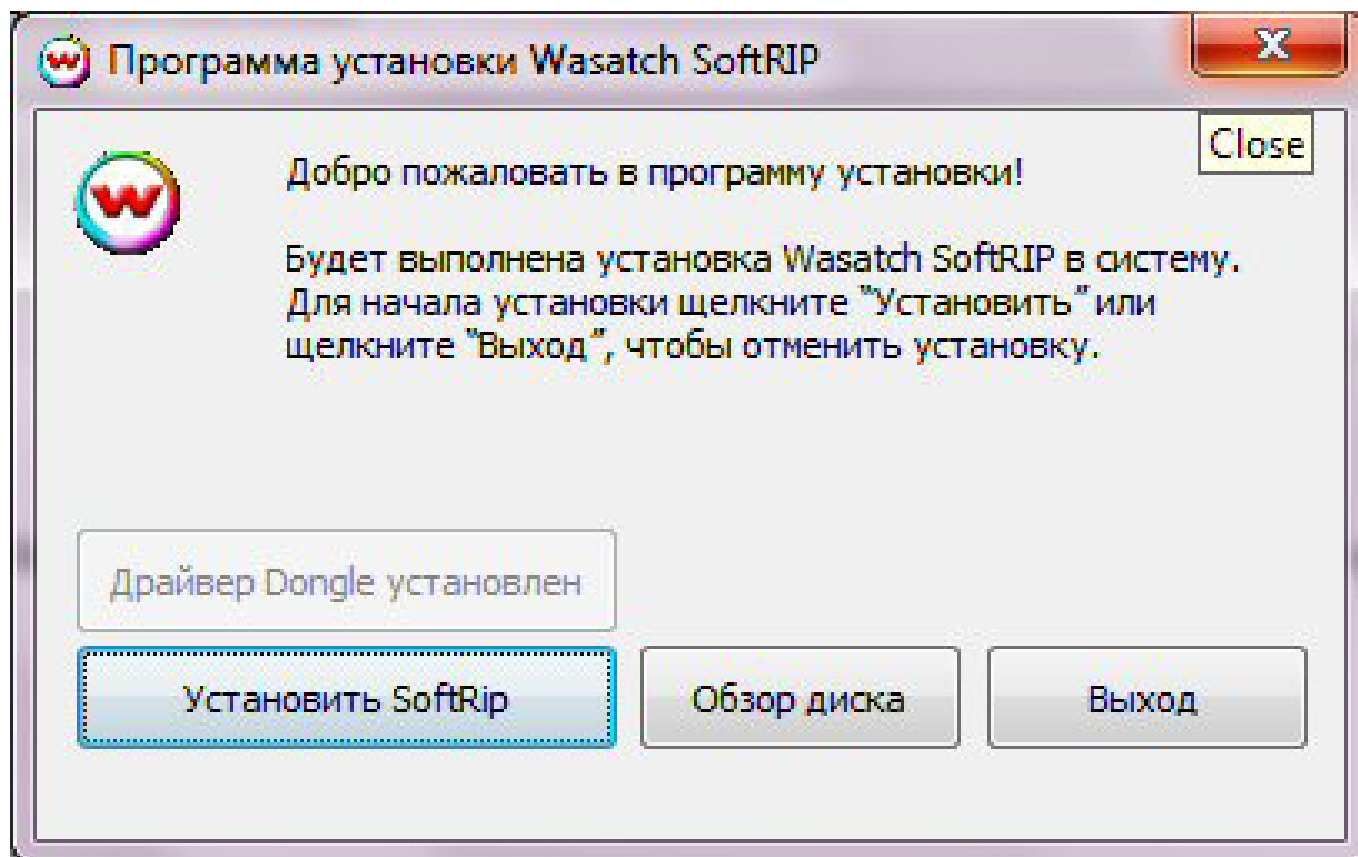 Программа установки Wasatch SoftRIP
Close
Добро пожаловать в программу установки!
Будет выполнена установка Wasatch SoftRIP в систему.
Для начала установки щелкните “Установить” или
щелкните “Выход”, чтобы отменить установку.
Драйвер Dongle установлен
Установить SoftRip
Обзор диска
Выход